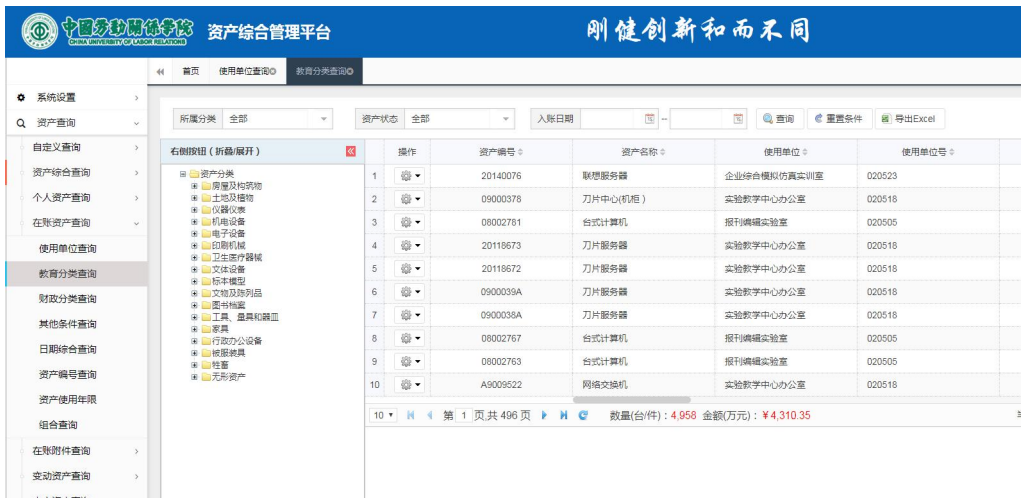 中国劳动關係学院 资产综合管理平台 刚健创新和而不同
CHINA UNIVERSITY OF LABOR RELATIONS
首页 使用单位查询 教育分类查询
系统设置
资产查询
自定义查询
资产综合查询
个人资产查询
在账资产查询
使用单位查询
教育分类查询
财政分类查询
其他条件查询
日期综合查询
资产编号查询
资产使用年限
组合查询
在账附件查询
变动资产查询
所属分类 全部 资产状态 全部 入账日期 -- 查询 重置条件 导出Excel
右侧按钮(折叠/展开)
资产分类
房屋及构筑物
土地及植物
仪器仪表
机电设备
电子设备
印刷机械
卫生医疗器械
文体设备
标本模型
文物及陈列品
图书档案
工具、量具和器皿
家具
行政办公设备
被服装具
牲畜
无形资产
操作 资产编号 资产名称 使用单位 使用单位号
1 20140076 联想服务器 企业综合模拟仿真实训室 020523
2 09000378 刀片中心(机柜) 实验教学中心办公室 020518
3 08002781 台式计算机 报刊编辑实验室 020505
4 20118673 刀片服务器 实验教学中心办公室 020518
5 20118672 刀片服务器 实验教学中心办公室 020518
6 0900039A 刀片服务器 实验教学中心办公室 020518
7 0900038A 刀片服务器 实验教学中心办公室 020518
8 08002767 台式计算机 报刊编辑实验室 020505
9 08002763 台式计算机 报刊编辑实验室 020505
10 A9009522 网络交换机 实验教学中心办公室 020518
10 第 1 页,共 496 页 数量(台/件):4,958 金额(万元):¥4,310.35